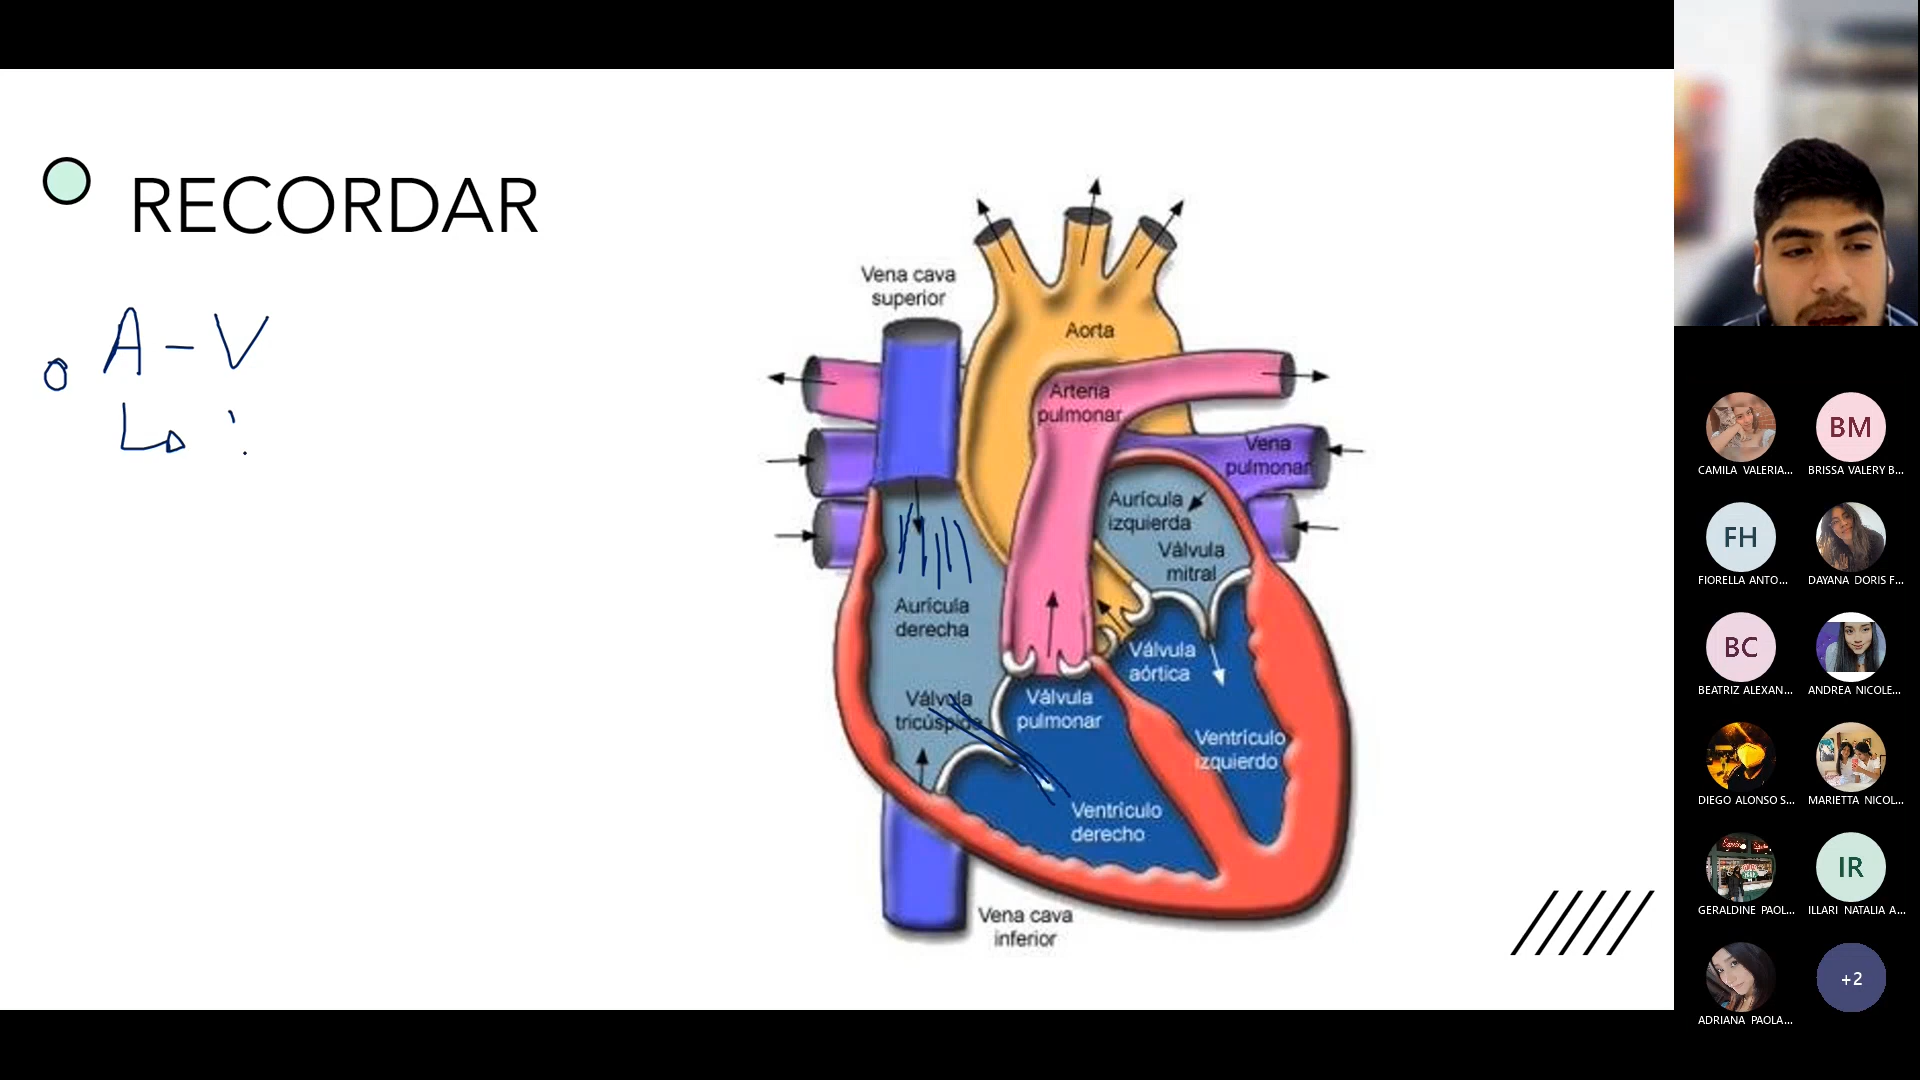 RECORDAR
A - V
Vena cava
superior
Aorta
Arteria
pulmonar
Vena
pulmonar
Aurícula
izquierda
Válvula
mitral
Aurícula
derecha
Válvula
aórtica
Válvula
tricúspide
Válvula
pulmonar
Ventrículo
izquierdo
Ventrículo
derecho
Vena cava
inferior
CAMILA VALERIA...
BM
BRISSA VALERY B...
FH
FIORELLA ANTO...
DAYANA DORIS F...
BC
BEATRIZ ALEXAN...
ANDREA NICOLE...
DIEGO ALONSO S...
MARIETTA NICOL...
GERALDINE PAOL...
IR
ILLARI NATALIA A...
ADRIANA PAOLA...
+2